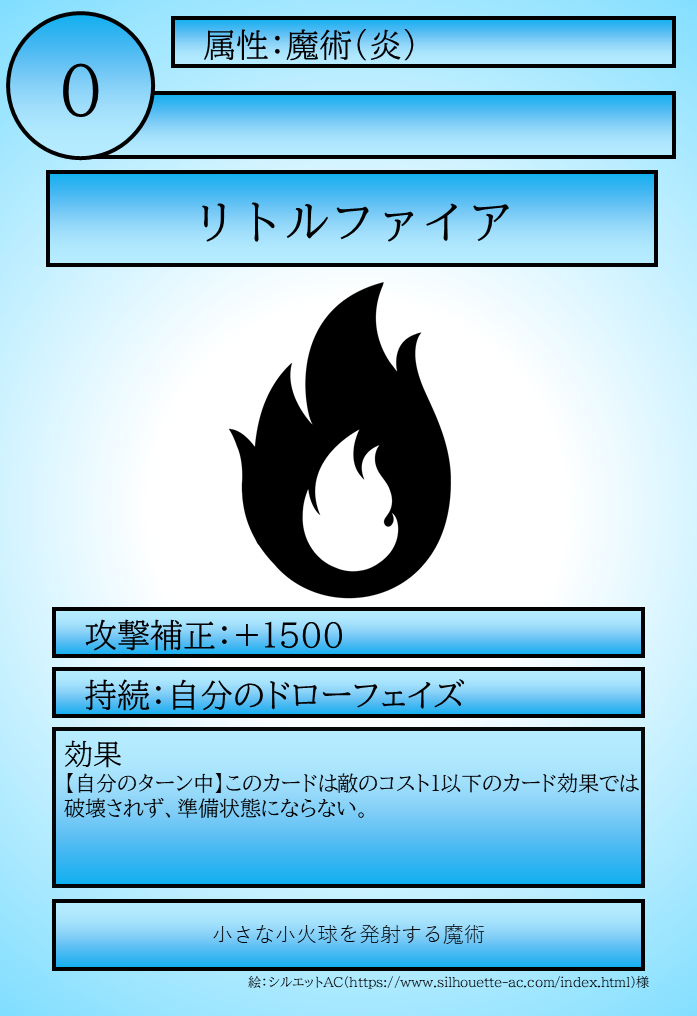 属性：魔術（炎）
0
リトルファイア
攻撃補正：＋1500
持続：自分のドローフェイズ
効果
【自分のターン中】このカードは敵のコスト1以下のカード効果では
破壊されず、準備状態にならない。
小さな小火球を発射する魔術
絵：シルエットAC（https://www.silhouette-ac.com/index.html）様